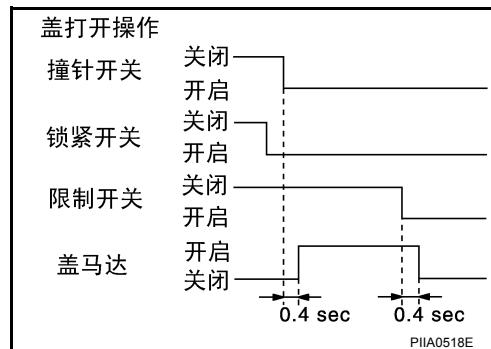 盖打开操作
撞针开关 关闭
开启
锁紧开关 关闭
开启
限制开关 关闭
开启
盖马达 开启
关闭
0.4 sec 0.4 sec
PIIA0518E